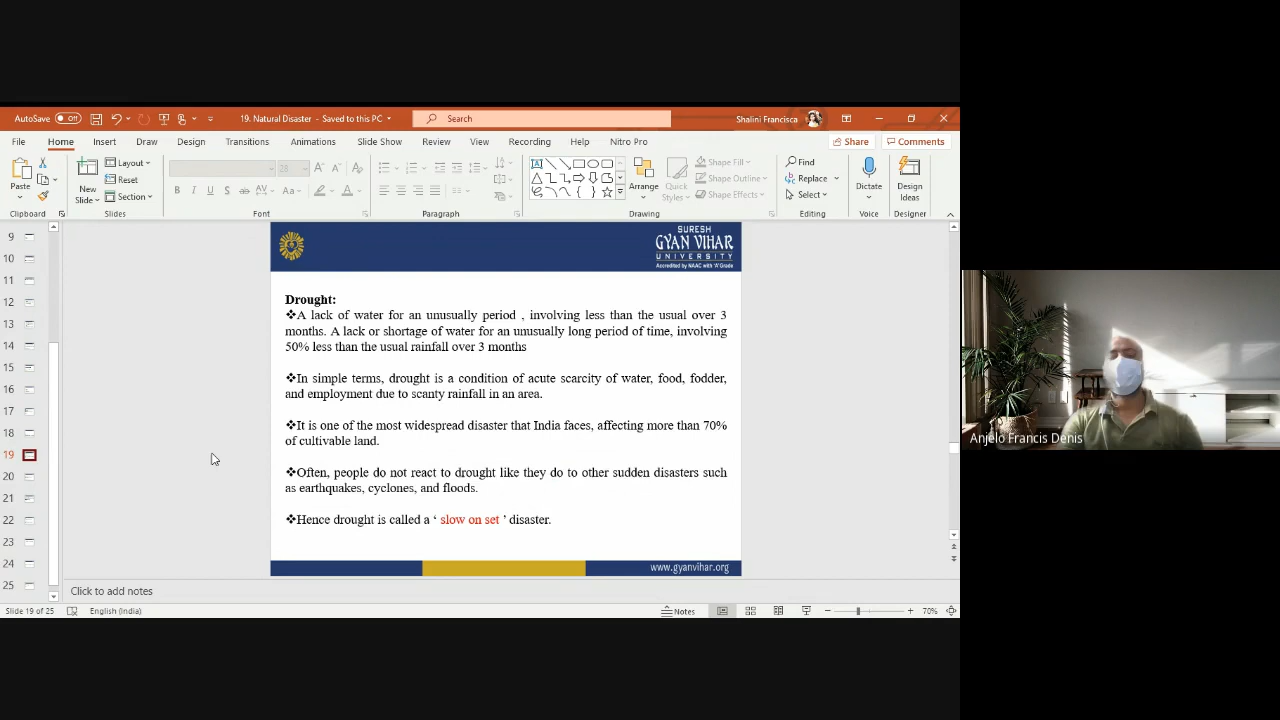 AutoSave Off 19. Natural Disaster - Saved to this PC Search Shalini Francisca
File Home Insert Draw Design Transitions Animations Slide Show Review View Recording Help Nitro Pro Share Comments
Paste New Slide Layout Reset Section 28 Arrange Quick Styles Shape Fill Shape Outline Shape Effects Find Replace Select Dictate Design Ideas
Clipboard Slides Font Paragraph Drawing Editing Voice Designer
9
10
11
12
13
14
15
16
17
18
19
20
21
22
23
24
25
SURESH
GYAN VIHAR
UNIVERSITY
Accredited by NAAC with 'A' Grade
Drought:
❖A lack of water for an unusually period , involving less than the usual over 3
months. A lack or shortage of water for an unusually long period of time, involving
50% less than the usual rainfall over 3 months
❖In simple terms, drought is a condition of acute scarcity of water, food, fodder,
and employment due to scanty rainfall in an area.
❖It is one of the most widespread disaster that India faces, affecting more than 70%
of cultivable land.
❖Often, people do not react to drought like they do to other sudden disasters such
as earthquakes, cyclones, and floods.
❖Hence drought is called a ‘ slow on set ’ disaster.
www.gyanvihar.org
Click to add notes
Slide 19 of 25 English (India) Notes 70%
Anjelo Francis Denis